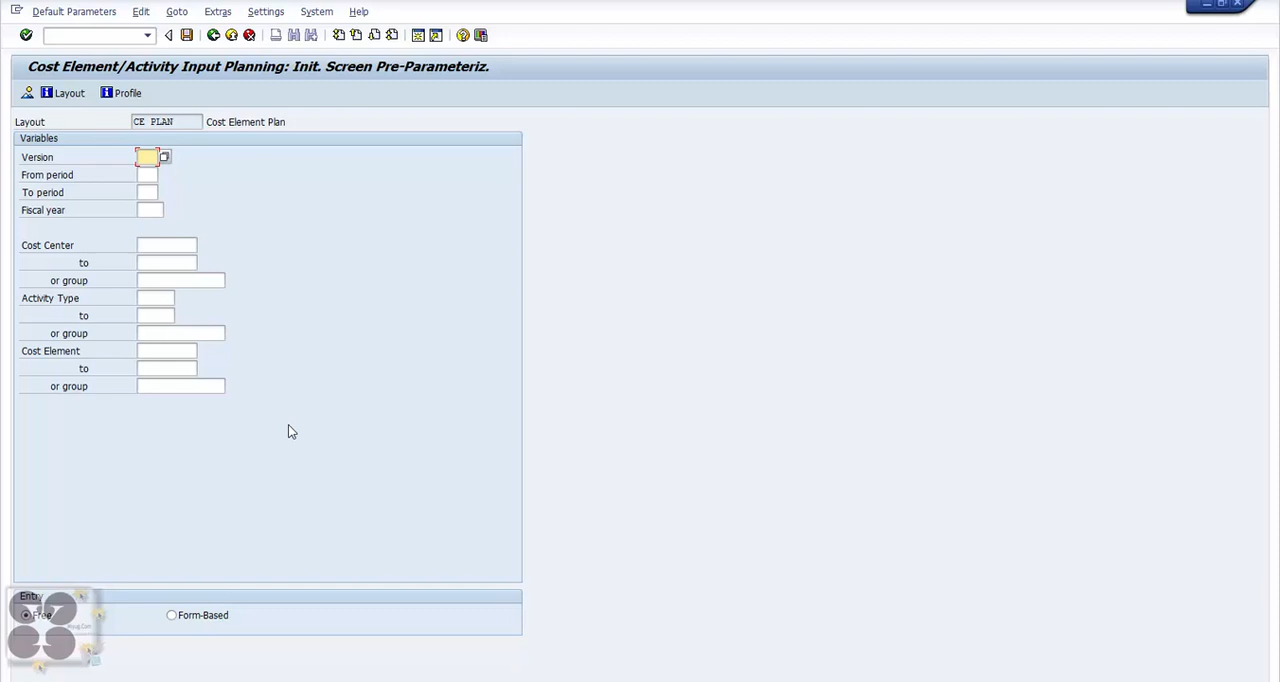 Default Parameters Edit Goto Extras Settings System Help
Cost Element/Activity Input Planning: Init. Screen Pre-Parameteriz.
Layout Profile
Layout CE PLAN Cost Element Plan
Variables
Version
From period
To period
Fiscal year
Cost Center
to
or group
Activity Type
to
or group
Cost Element
to
or group
Entry
Free Form-Based